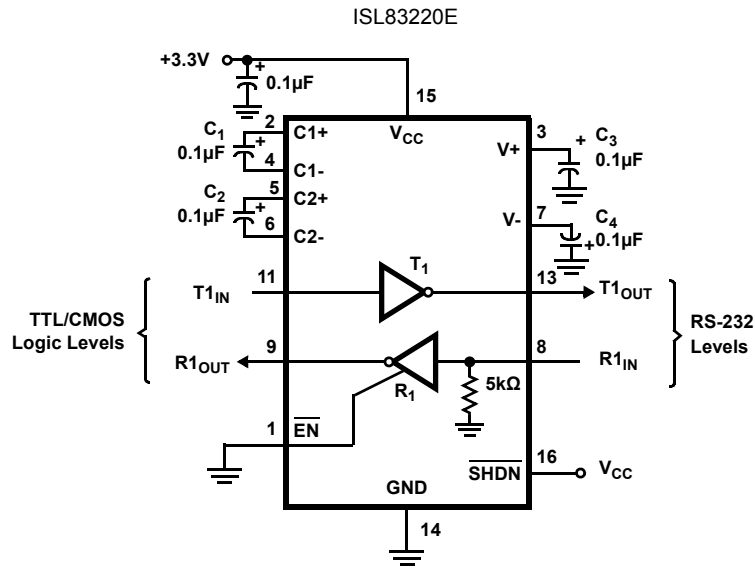 ISL83220E
+3.3V
+
0.1µF
15
2
C1
0.1µF
+
4
C1+
C1-
VCC
V+
3
+
C3
0.1µF
5
C2
0.1µF
+
6
C2+
C2-
V-
7
C4
0.1µF
+
T1
11
T1IN
13
T1OUT
TTL/CMOS
Logic Levels
RS-232
Levels
9
R1OUT
R1
5kΩ
8
R1IN
1
EN
16
SHDN
VCC
GND
14